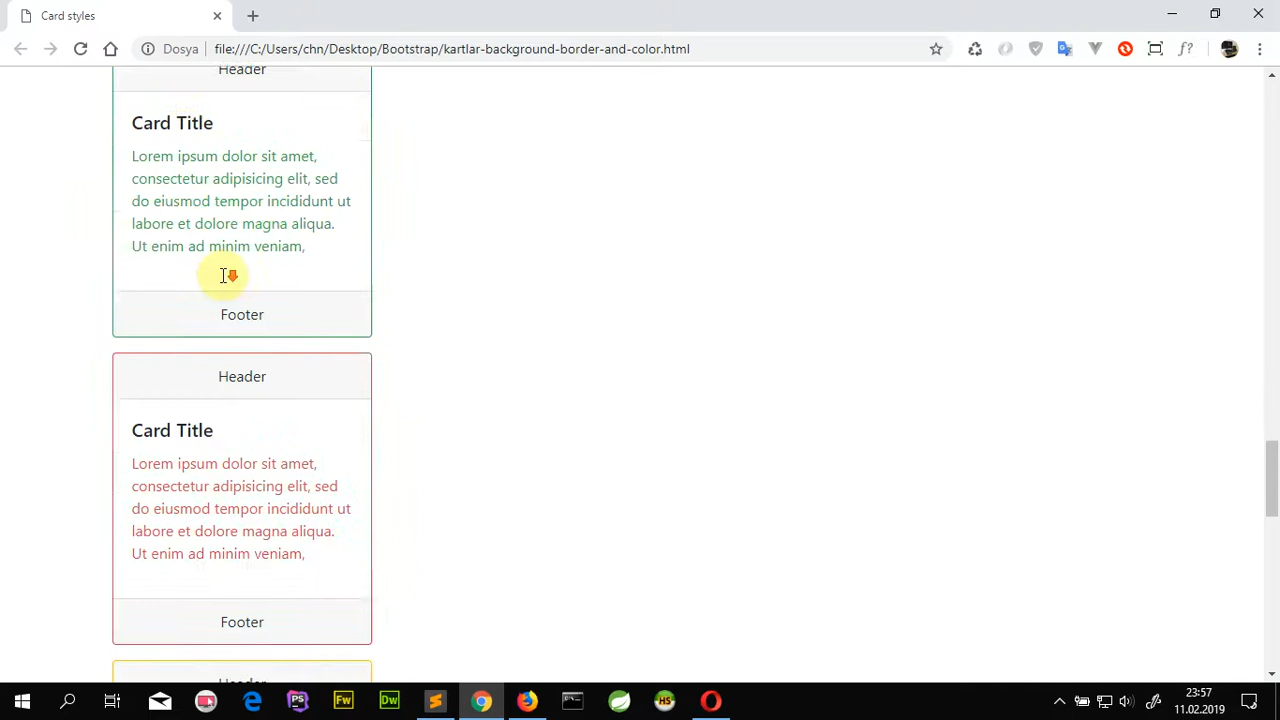 Card styles
Dosya
file:///C:/Users/chn/Desktop/Bootstrap/kartlar-background-border-and-color.html
f?
Header
Card Title
Lorem ipsum dolor sit amet,
consectetur adipisicing elit, sed
do eiusmod tempor incididunt ut
labore et dolore magna aliqua.
Ut enim ad minim veniam,
Footer
Header
Card Title
Lorem ipsum dolor sit amet,
consectetur adipisicing elit, sed
do eiusmod tempor incididunt ut
labore et dolore magna aliqua.
Ut enim ad minim veniam,
Footer
Header
PS
Fw
Dw
HS
23:57
11.02.2019